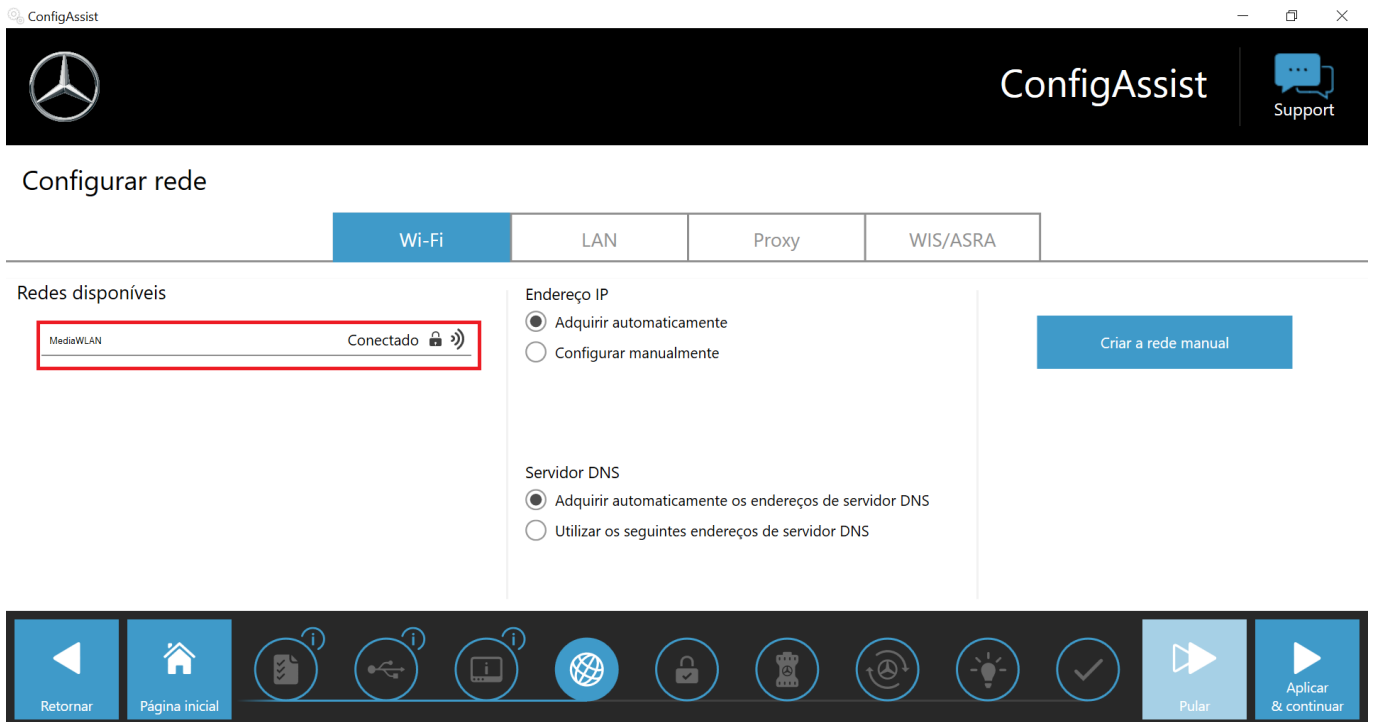 ConfigAssist
ConfigAssist
Support
Configurar rede
Wi-Fi
LAN
Proxy
WIS/ASRA
Redes disponíveis
MediaWLAN
Conectado
Endereço IP
Adquirir automaticamente
Configurar manualmente
Servidor DNS
Adquirir automaticamente os endereços de servidor DNS
Utilizar os seguintes endereços de servidor DNS
Criar a rede manual
Retornar
Página inicial
Pular
Aplicar
& continuar